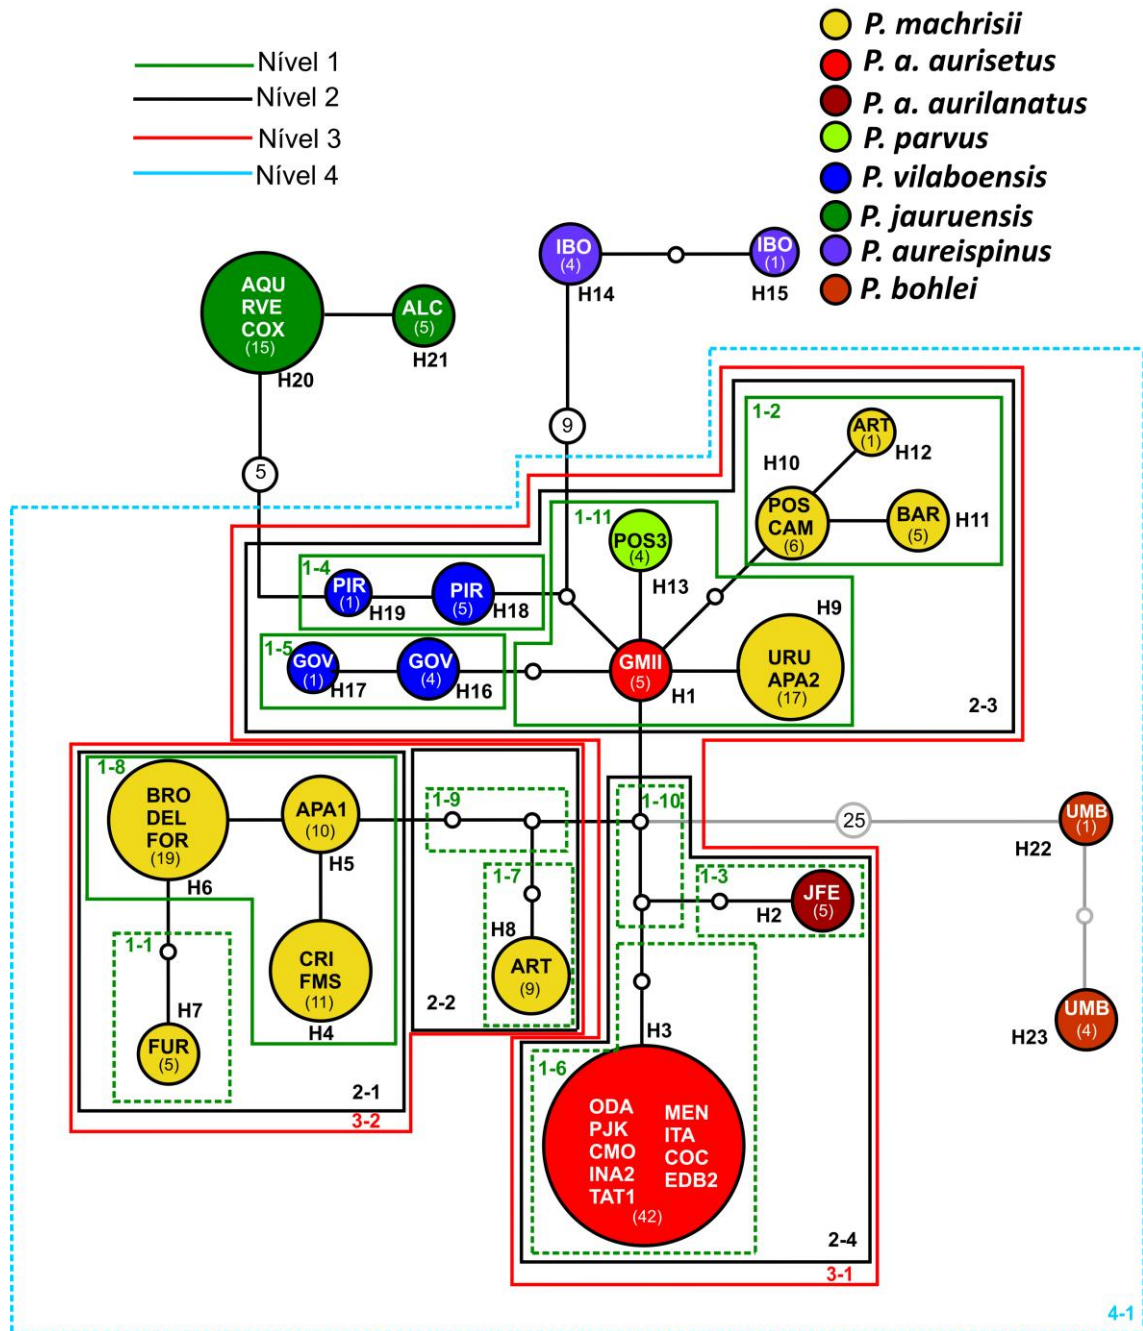 Nível 1
Nível 2
Nível 3
Nível 4
P. machrisii
P. a. aurisetus
P. a. aurilanatus
P. parvus
P. vilaboensis
P. jauruensis
P. aureispinus
P. bohlei
AQU
RVE
COX
(15)
H20
ALC
(5)
H21
IBO
(4)
H14
IBO
(1)
H15
5
9
1-2
ART
(1)
H12
H10
POS
CAM
(6)
BAR
(5)
H11
1-11
POS3
(4)
H13
1-4
PIR
(1)
H19
PIR
(5)
H18
1-5
GOV
(1)
H17
GOV
(4)
H16
GMII
(5)
H1
H9
URU
APA2
(17)
2-3
1-8
BRO
DEL
FOR
(19)
H6
APA1
(10)
H5
1-9
1-10
25
UMB
(1)
H22
1-7
H8
ART
(9)
2-2
1-3
H2
JFE
(5)
1-1
H7
FUR
(5)
CRI
FMS
(11)
H4
2-1
3-2
UMB
(4)
H23
H3
1-6
ODA
PJK
CMO
INA2
TAT1
MEN
ITA
COC
EDB2
(42)
2-4
3-1
4-1